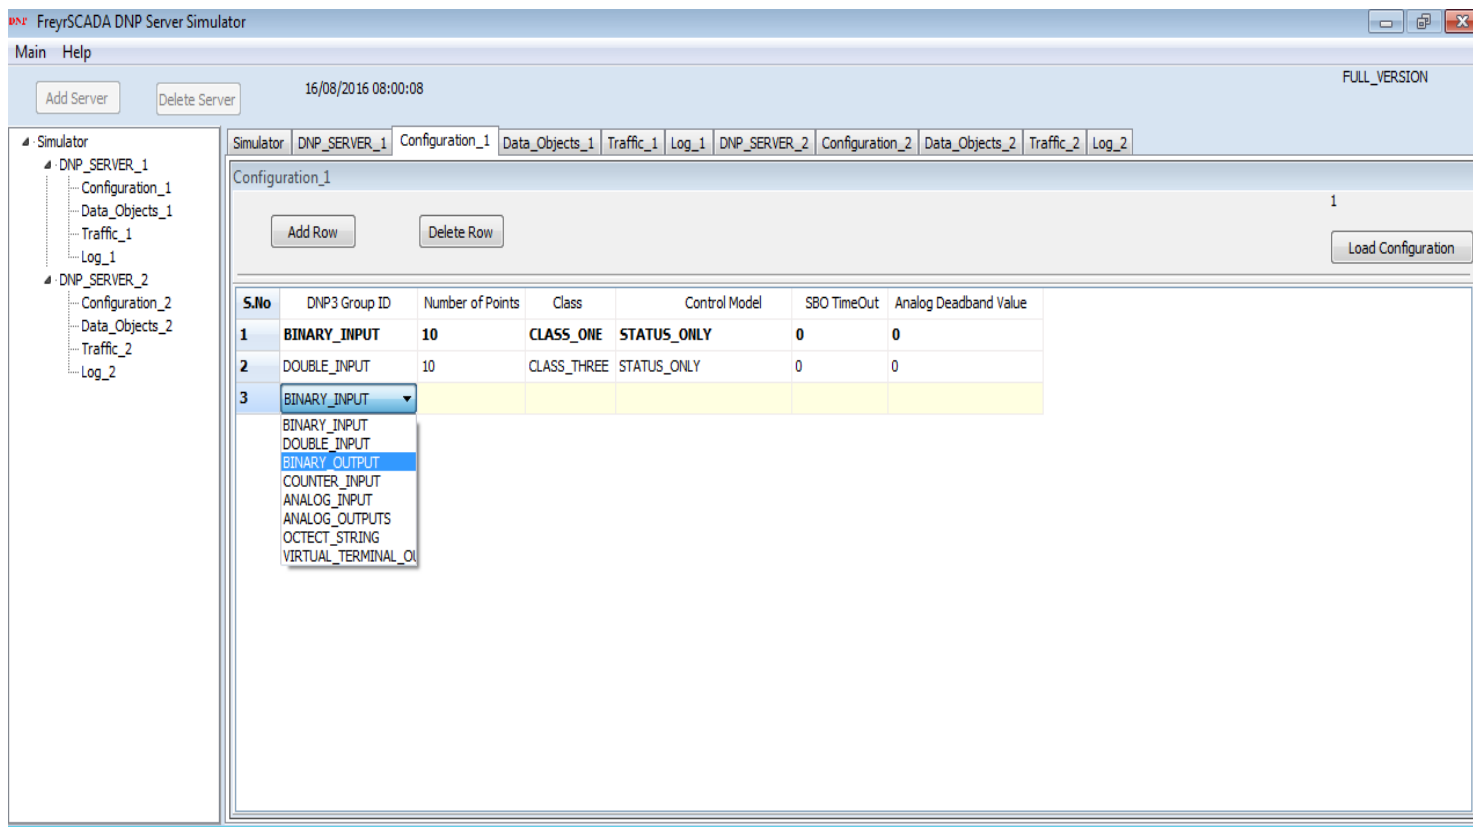 DNP FreyrSCADA DNP Server Simulator
Main Help
Add Server Delete Server 16/08/2016 08:00:08 FULL_VERSION
Simulator
DNP_SERVER_1
Configuration_1
Data_Objects_1
Traffic_1
Log_1
DNP_SERVER_2
Configuration_2
Data_Objects_2
Traffic_2
Log_2
Simulator DNP_SERVER_1 Configuration_1 Data_Objects_1 Traffic_1 Log_1 DNP_SERVER_2 Configuration_2 Data_Objects_2 Traffic_2 Log_2
Configuration_1
1
Add Row Delete Row Load Configuration
S.No DNP3 Group ID Number of Points Class Control Model SBO TimeOut Analog Deadband Value
1 BINARY_INPUT 10 CLASS_ONE STATUS_ONLY 0 0
2 DOUBLE_INPUT 10 CLASS_THREE STATUS_ONLY 0 0
3 BINARY_INPUT
BINARY_INPUT
DOUBLE_INPUT
BINARY_OUTPUT
COUNTER_INPUT
ANALOG_INPUT
ANALOG_OUTPUTS
OCTECT_STRING
VIRTUAL_TERMINAL_OU